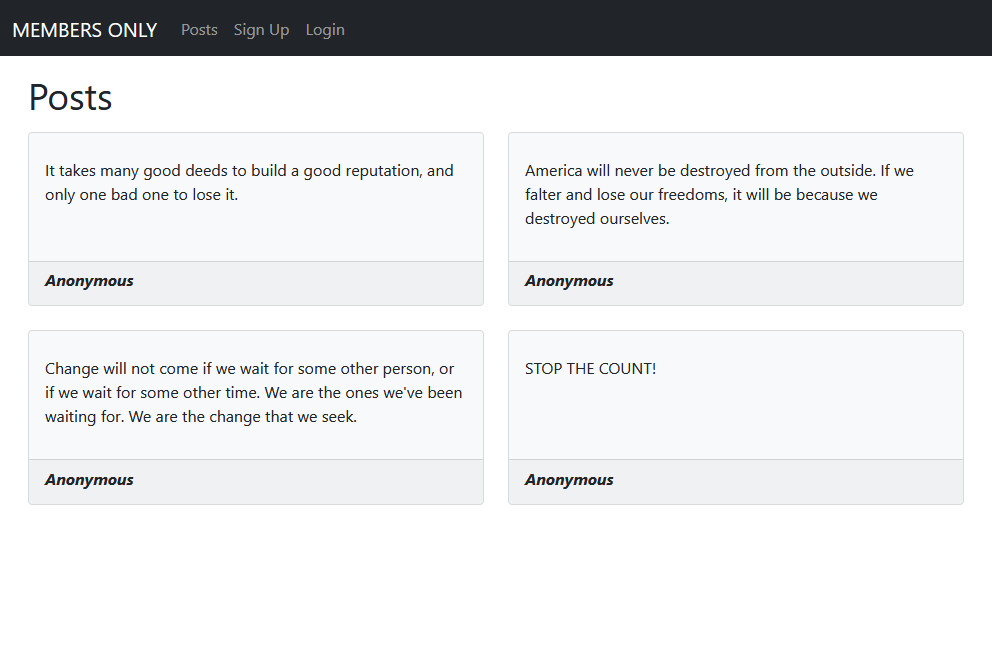 MEMBERS ONLY Posts Sign Up Login
Posts
It takes many good deeds to build a good reputation, and
only one bad one to lose it.
Anonymous
America will never be destroyed from the outside. If we
falter and lose our freedoms, it will be because we
destroyed ourselves.
Anonymous
Change will not come if we wait for some other person, or
if we wait for some other time. We are the ones we've been
waiting for. We are the change that we seek.
Anonymous
STOP THE COUNT!
Anonymous